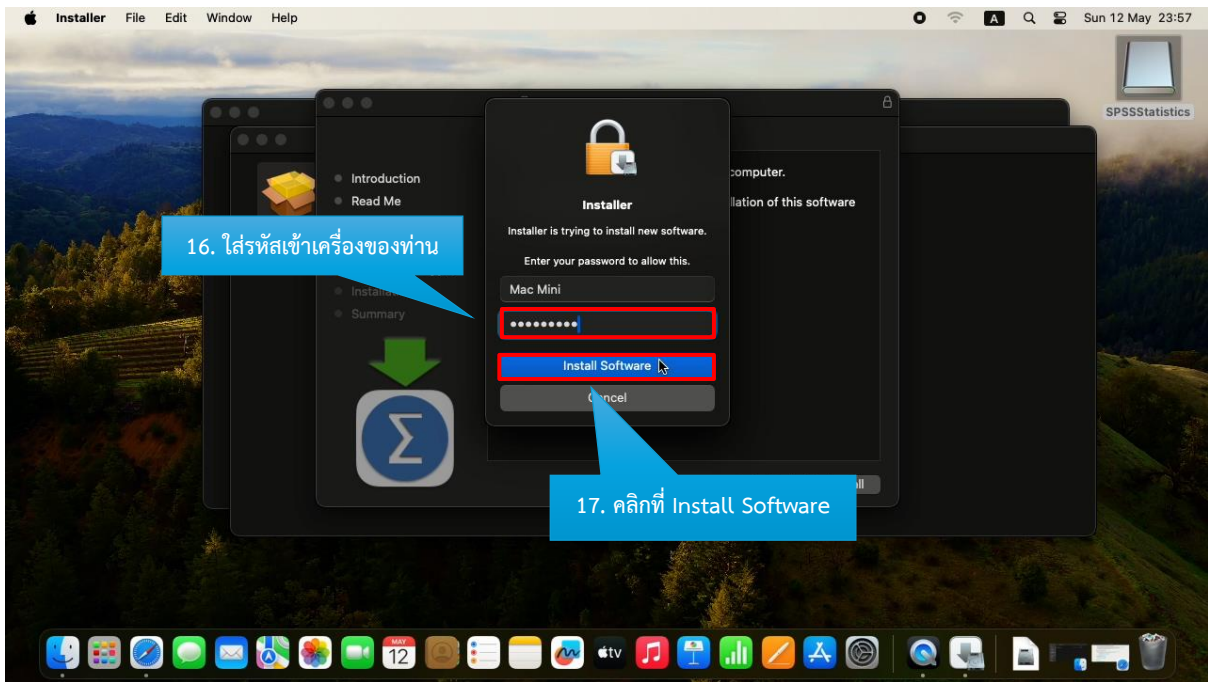 Installer File Edit Window Help
A
Sun 12 May 23:57
SPSSStatistics
Introduction
Read Me
Summary
computer.
of this software
Installer
Installer is trying to install new software.
Enter your password to allow this.
Mac Mini
Install Software
Cancel
16. ใส่รหัสเข้าเครื่องของท่าน
17. คลิกที่ Install Software
Σ
MAY
12
tv